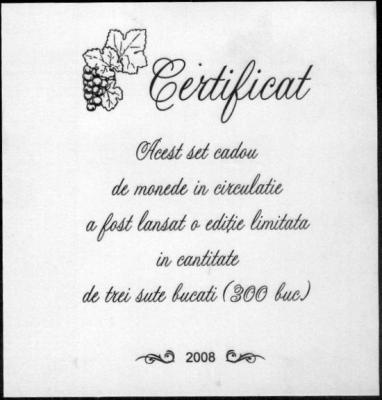 Certificat
Acest set cadou
de monede in circulatie
a fost lansat o ediție limitata
in cantitate
de trei sute bucati (300 buc)
2008